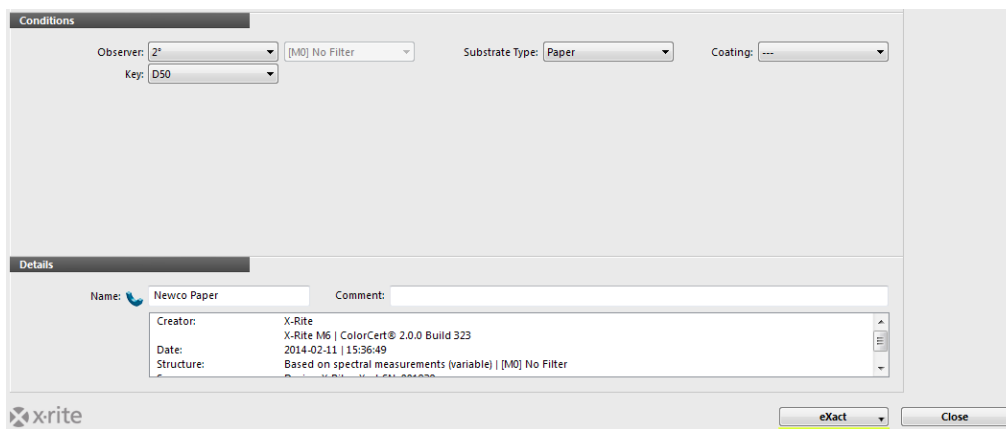 Conditions
Observer: 2° [M0] No Filter Substrate Type: Paper Coating: ---
Key: D50
Details
Name: Newco Paper Comment:
Creator: X-Rite
X-Rite M6 | ColorCert® 2.0.0 Build 323
Date: 2014-02-11 | 15:36:49
Structure: Based on spectral measurements (variable) | [M0] No Filter
x·rite eXact Close